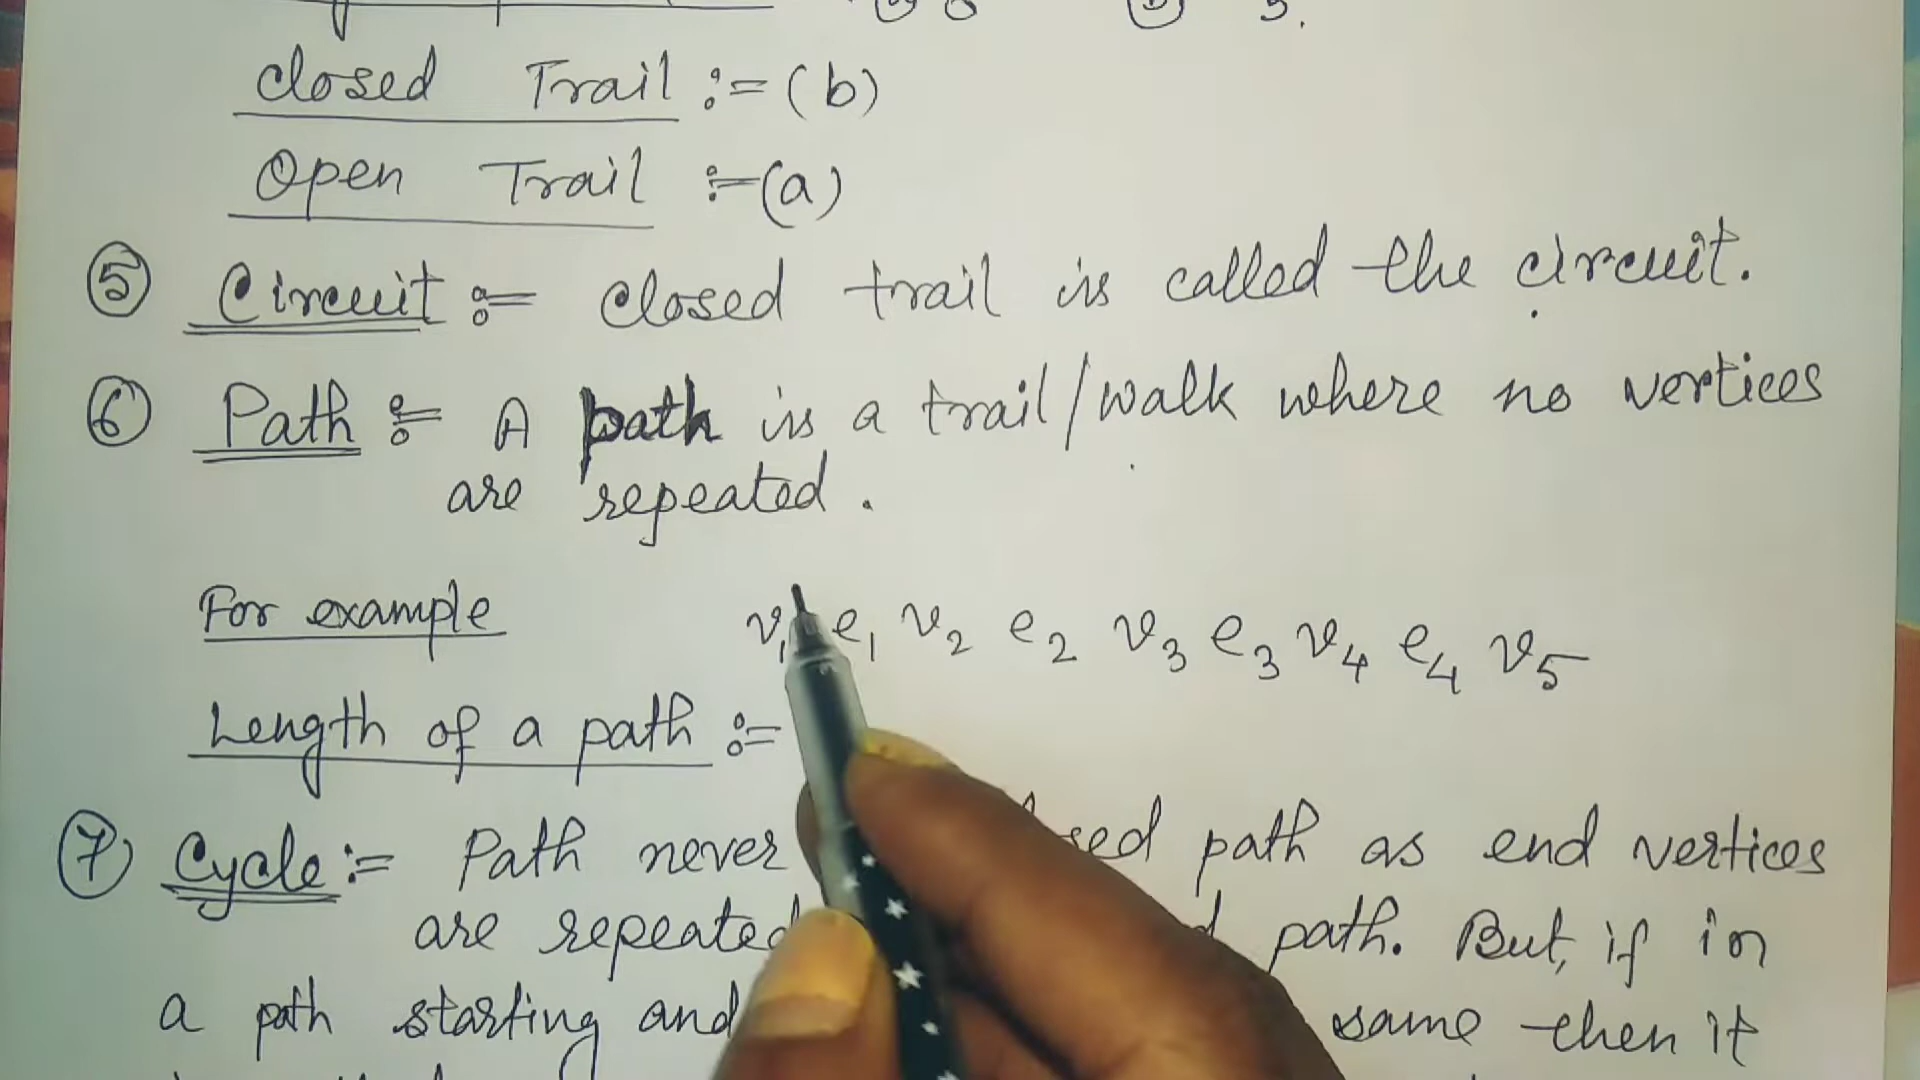 closed Trail := (b)
Open Trail :- (a)
⑤ Circuit := closed trail is called the circuit.
⑥ Path := A path is a trail/walk where no vertices
are repeated.
For example v₁ e₁ v₂ e₂ v₃ e₃ v₄ e₄ v₅
Length of a path :=
⑦ Cycle := Path never path as end vertices
are repeated path. But, if in
a path starting and same then it